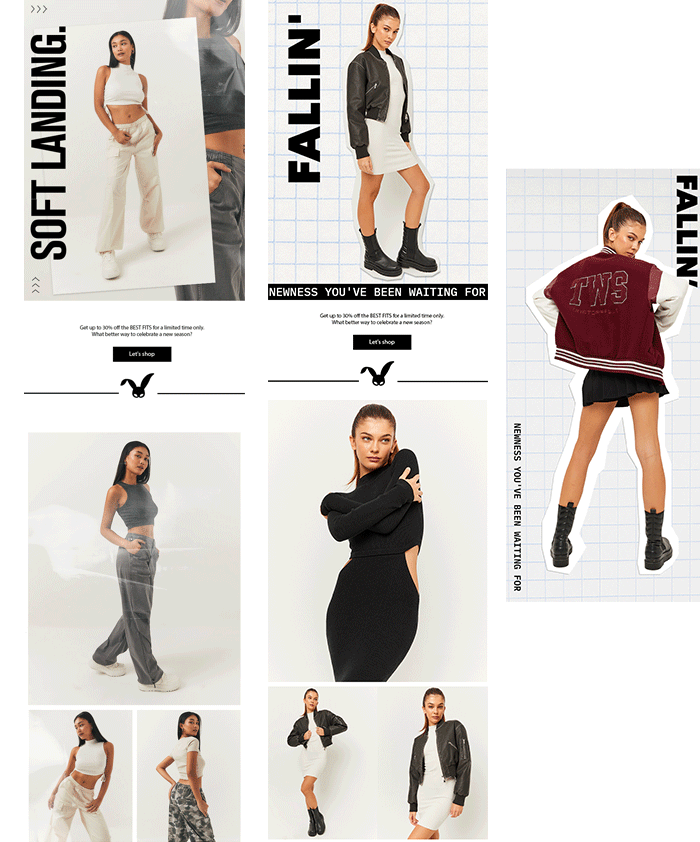 SOFT LANDING.
Get up to 30% off the BEST FITS for a limited time only.
What better way to celebrate a new season?
Let's shop
FALLIN'
NEWNESS YOU'VE BEEN WAITING FOR
Get up to 30% off the BEST FITS for a limited time only.
What better way to celebrate a new season?
Let's shop
FALLIN'
TWS
NEWNESS YOU'VE BEEN WAITING FOR